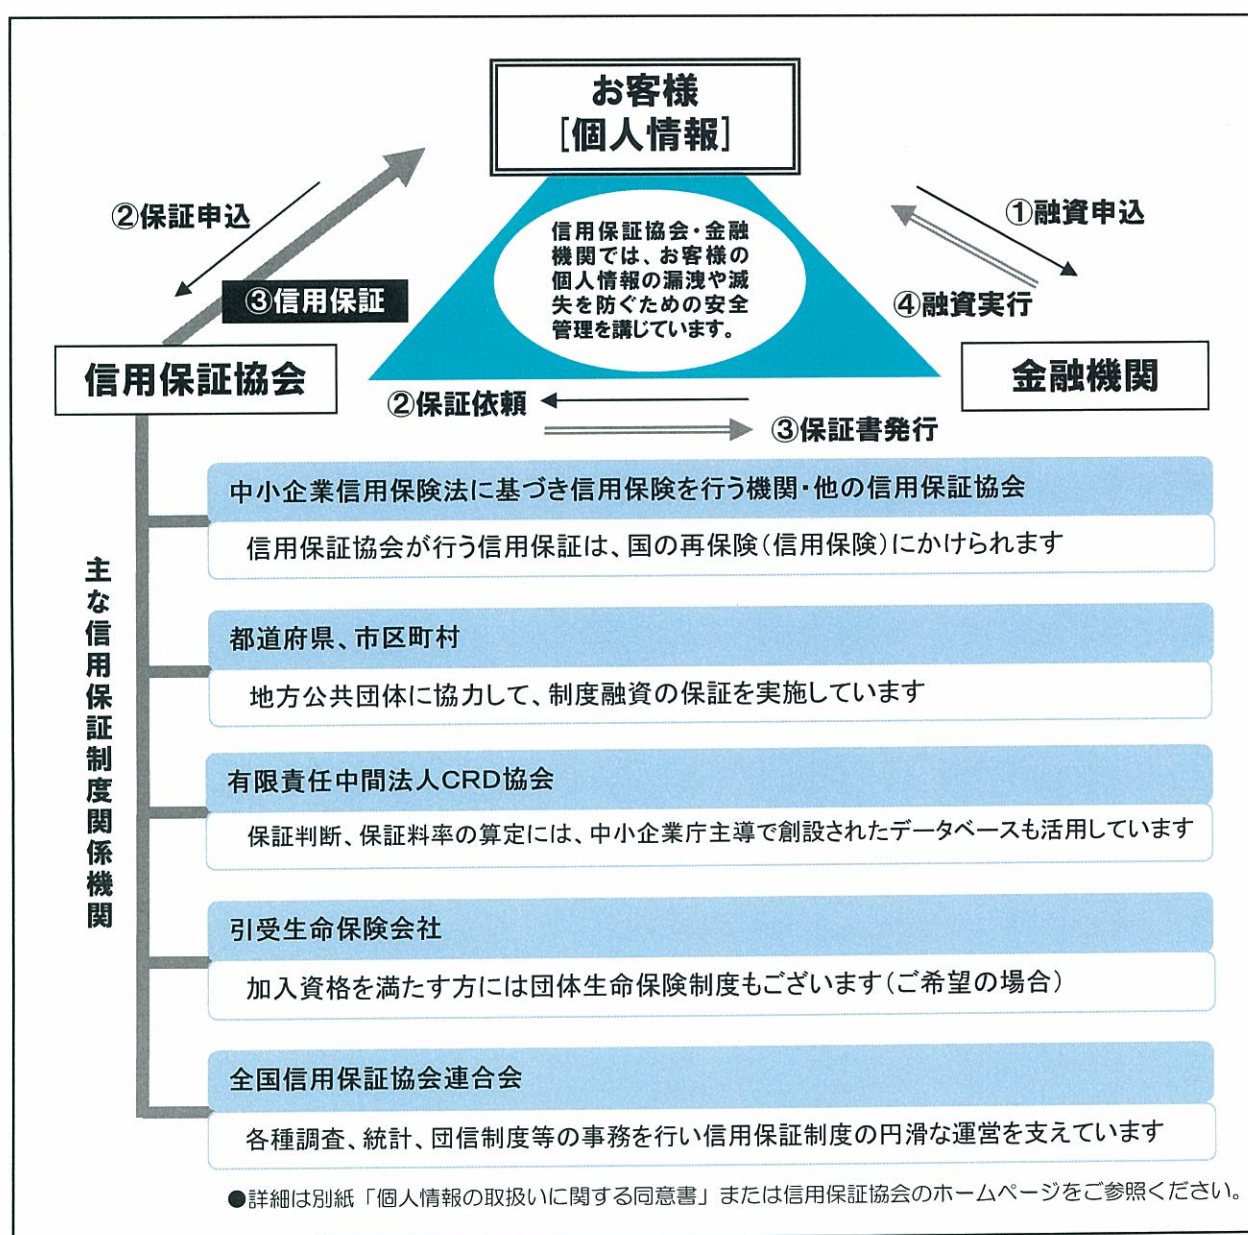 お客様
[個人情報]
②保証申込
①融資申込
信用保証協会・金融
機関では、お客様の
個人情報の漏洩や滅
失を防ぐための安全
管理を講じています。
③信用保証
④融資実行
信用保証協会
金融機関
②保証依頼
③保証書発行
主な信用保証制度関係機関
中小企業信用保険法に基づき信用保険を行う機関・他の信用保証協会
信用保証協会が行う信用保証は、国の再保険(信用保険)にかけられます
都道府県、市区町村
地方公共団体に協力して、制度融資の保証を実施しています
有限責任中間法人CRD協会
保証判断、保証料率の算定には、中小企業庁主導で創設されたデータベースも活用しています
引受生命保険会社
加入資格を満たす方には団体生命保険制度もございます(ご希望の場合)
全国信用保証協会連合会
各種調査、統計、団信制度等の事務を行い信用保証制度の円滑な運営を支えています
●詳細は別紙「個人情報の取扱いに関する同意書」または信用保証協会のホームページをご参照ください。